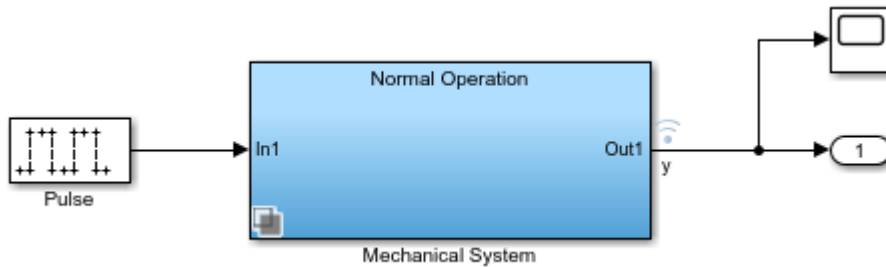 Normal Operation
In1
Out1
1
y
Pulse
Mechanical System